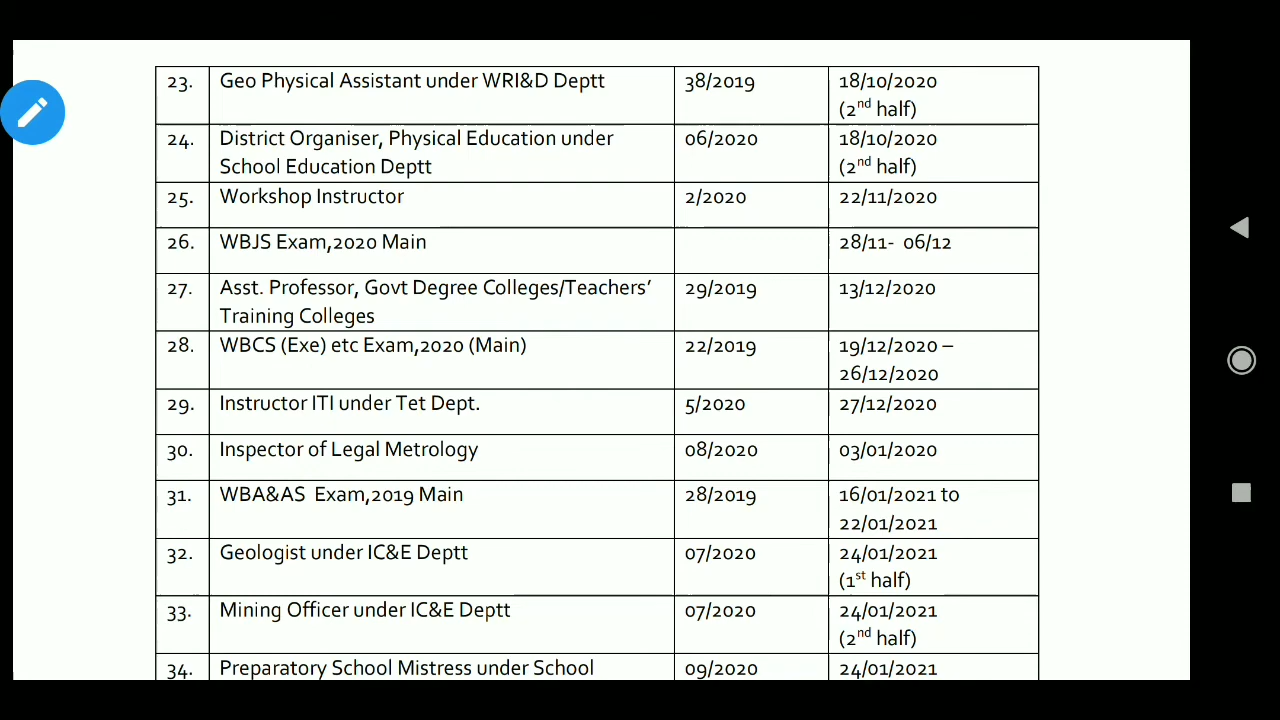 23. Geo Physical Assistant under WRI&D Deptt 38/2019 18/10/2020
(2nd half)
24. District Organiser, Physical Education under 06/2020 18/10/2020
School Education Deptt (2nd half)
25. Workshop Instructor 2/2020 22/11/2020
26. WBJS Exam,2020 Main 28/11- 06/12
27. Asst. Professor, Govt Degree Colleges/Teachers’ 29/2019 13/12/2020
Training Colleges
28. WBCS (Exe) etc Exam,2020 (Main) 22/2019 19/12/2020 –
26/12/2020
29. Instructor ITI under Tet Dept. 5/2020 27/12/2020
30. Inspector of Legal Metrology 08/2020 03/01/2020
31. WBA&AS Exam,2019 Main 28/2019 16/01/2021 to
22/01/2021
32. Geologist under IC&E Deptt 07/2020 24/01/2021
(1st half)
33. Mining Officer under IC&E Deptt 07/2020 24/01/2021
(2nd half)
34. Preparatory School Mistress under School 09/2020 24/01/2021